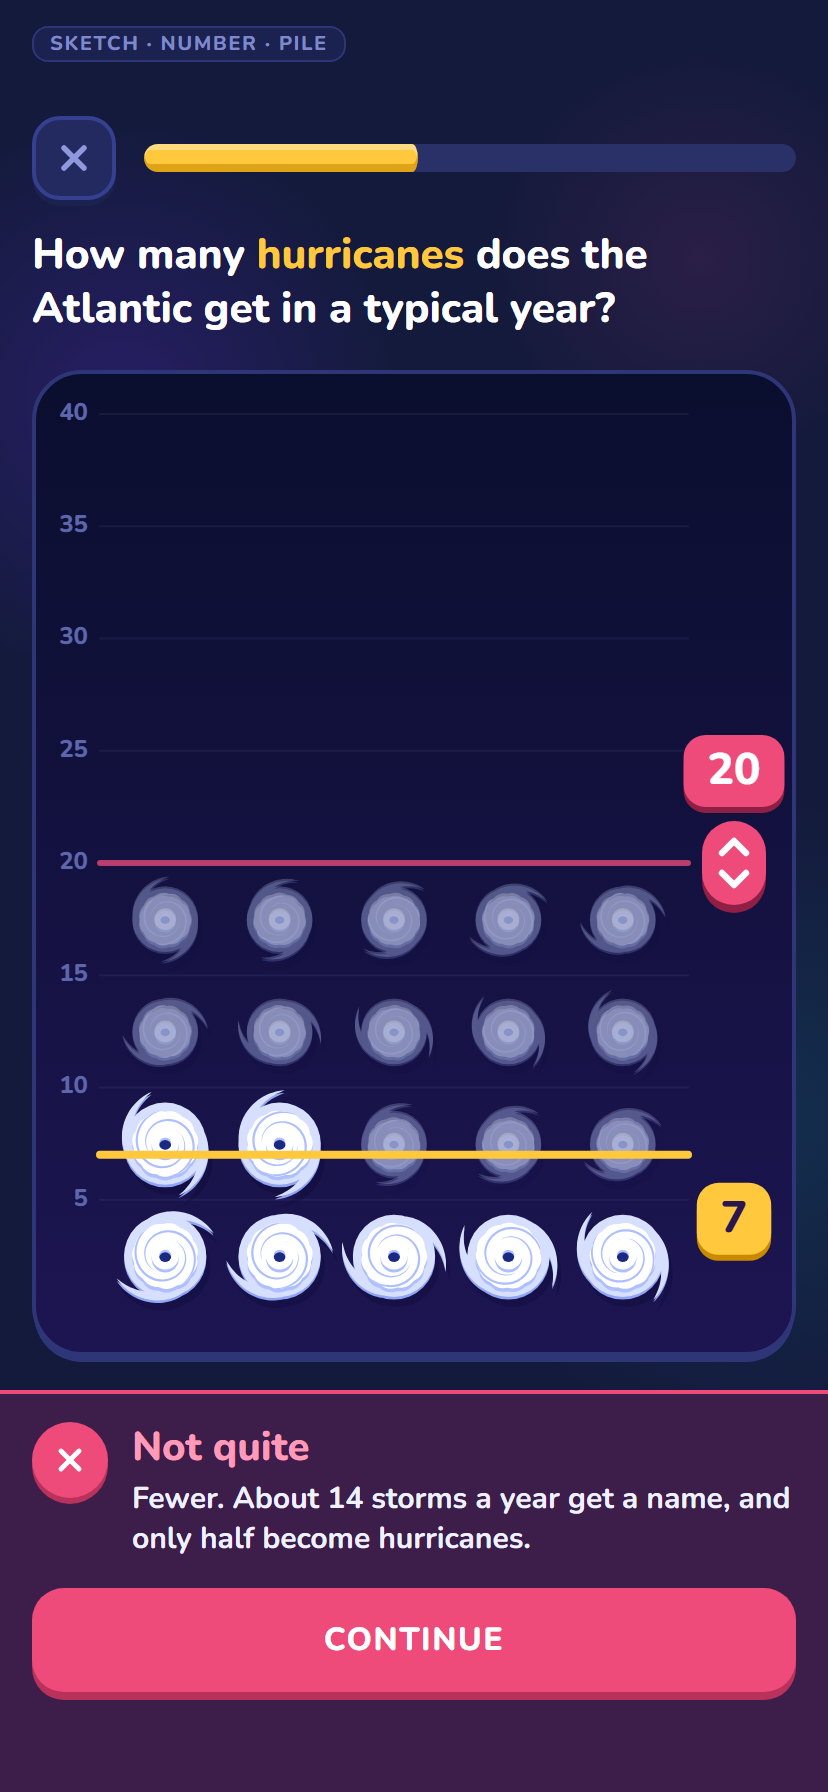 SKETCH · NUMBER · PILE
How many hurricanes does the
Atlantic get in a typical year?
40
35
30
25
20
20
15
10
5
7
Not quite
Fewer. About 14 storms a year get a name, and
only half become hurricanes.
CONTINUE